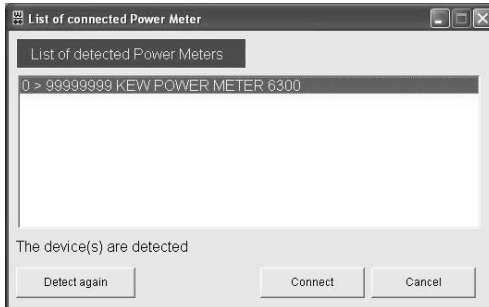 List of connected Power Meter
List of detected Power Meters
0 > 99999999 KEW POWER METER 6300
The device(s) are detected
Detect again
Connect
Cancel